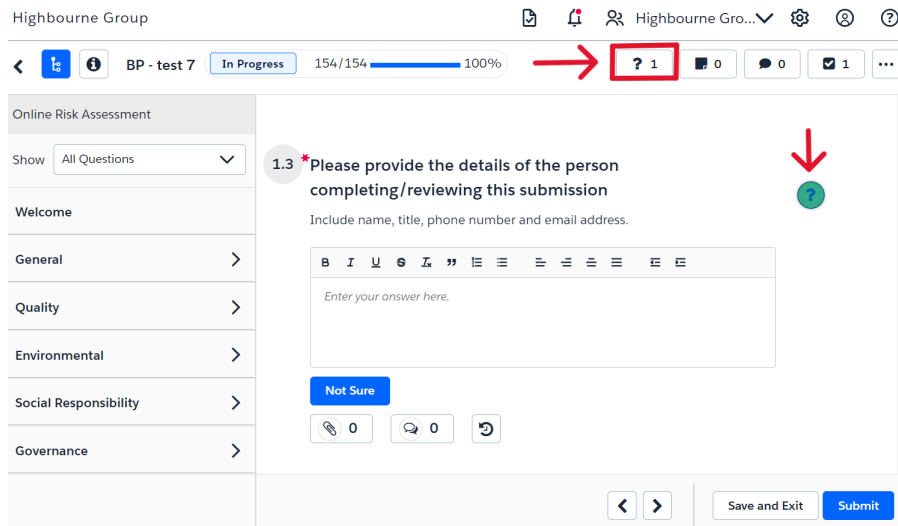 Highbourne Group
Highbourne Gro...
?
BP - test 7
In Progress
154/154
100%
? 1
0
0
1
...
Online Risk Assessment
Show
All Questions
Welcome
General
Quality
Environmental
Social Responsibility
Governance
1.3
*Please provide the details of the person
completing/reviewing this submission
?
Include name, title, phone number and email address.
B I U S Tx
Enter your answer here.
Not Sure
0
0
Save and Exit
Submit